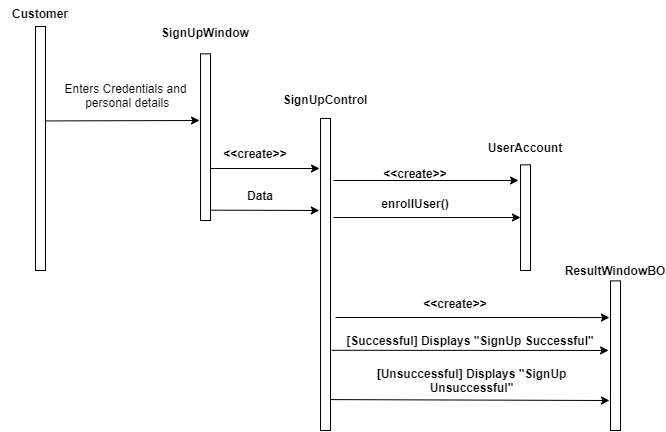 Customer
SignUpWindow
Enters Credentials and
personal details
SignUpControl
<<create>>
UserAccount
<<create>>
Data
enrollUser()
ResultWindowBO
<<create>>
[Successful] Displays "SignUp Successful"
[Unsuccessful] Displays "SignUp
Unsuccessful"